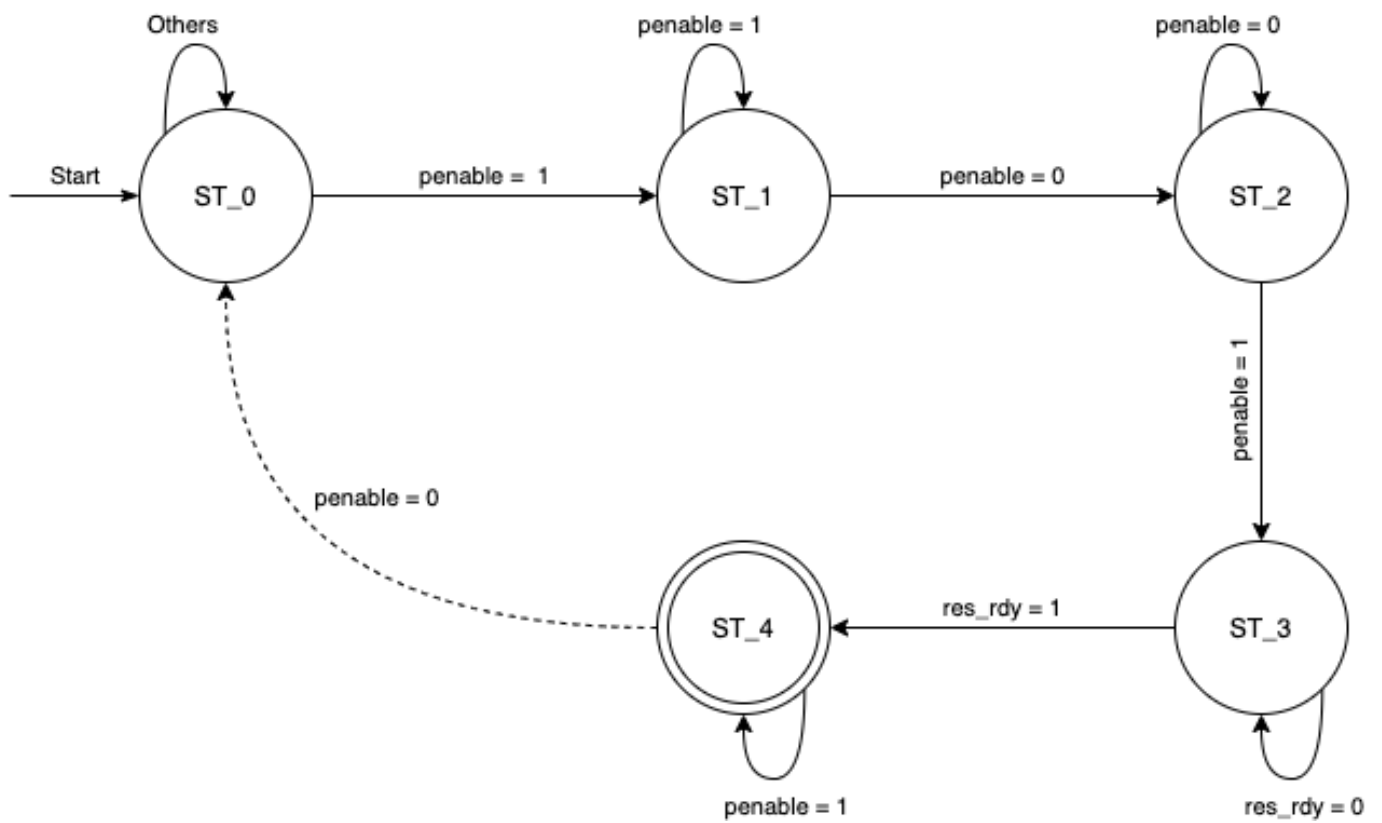 Others
penable = 1
penable = 0
Start
ST_0
penable =  1
ST_1
penable = 0
ST_2
penable = 1
penable = 0
ST_4
res_rdy = 1
ST_3
penable = 1
res_rdy = 0